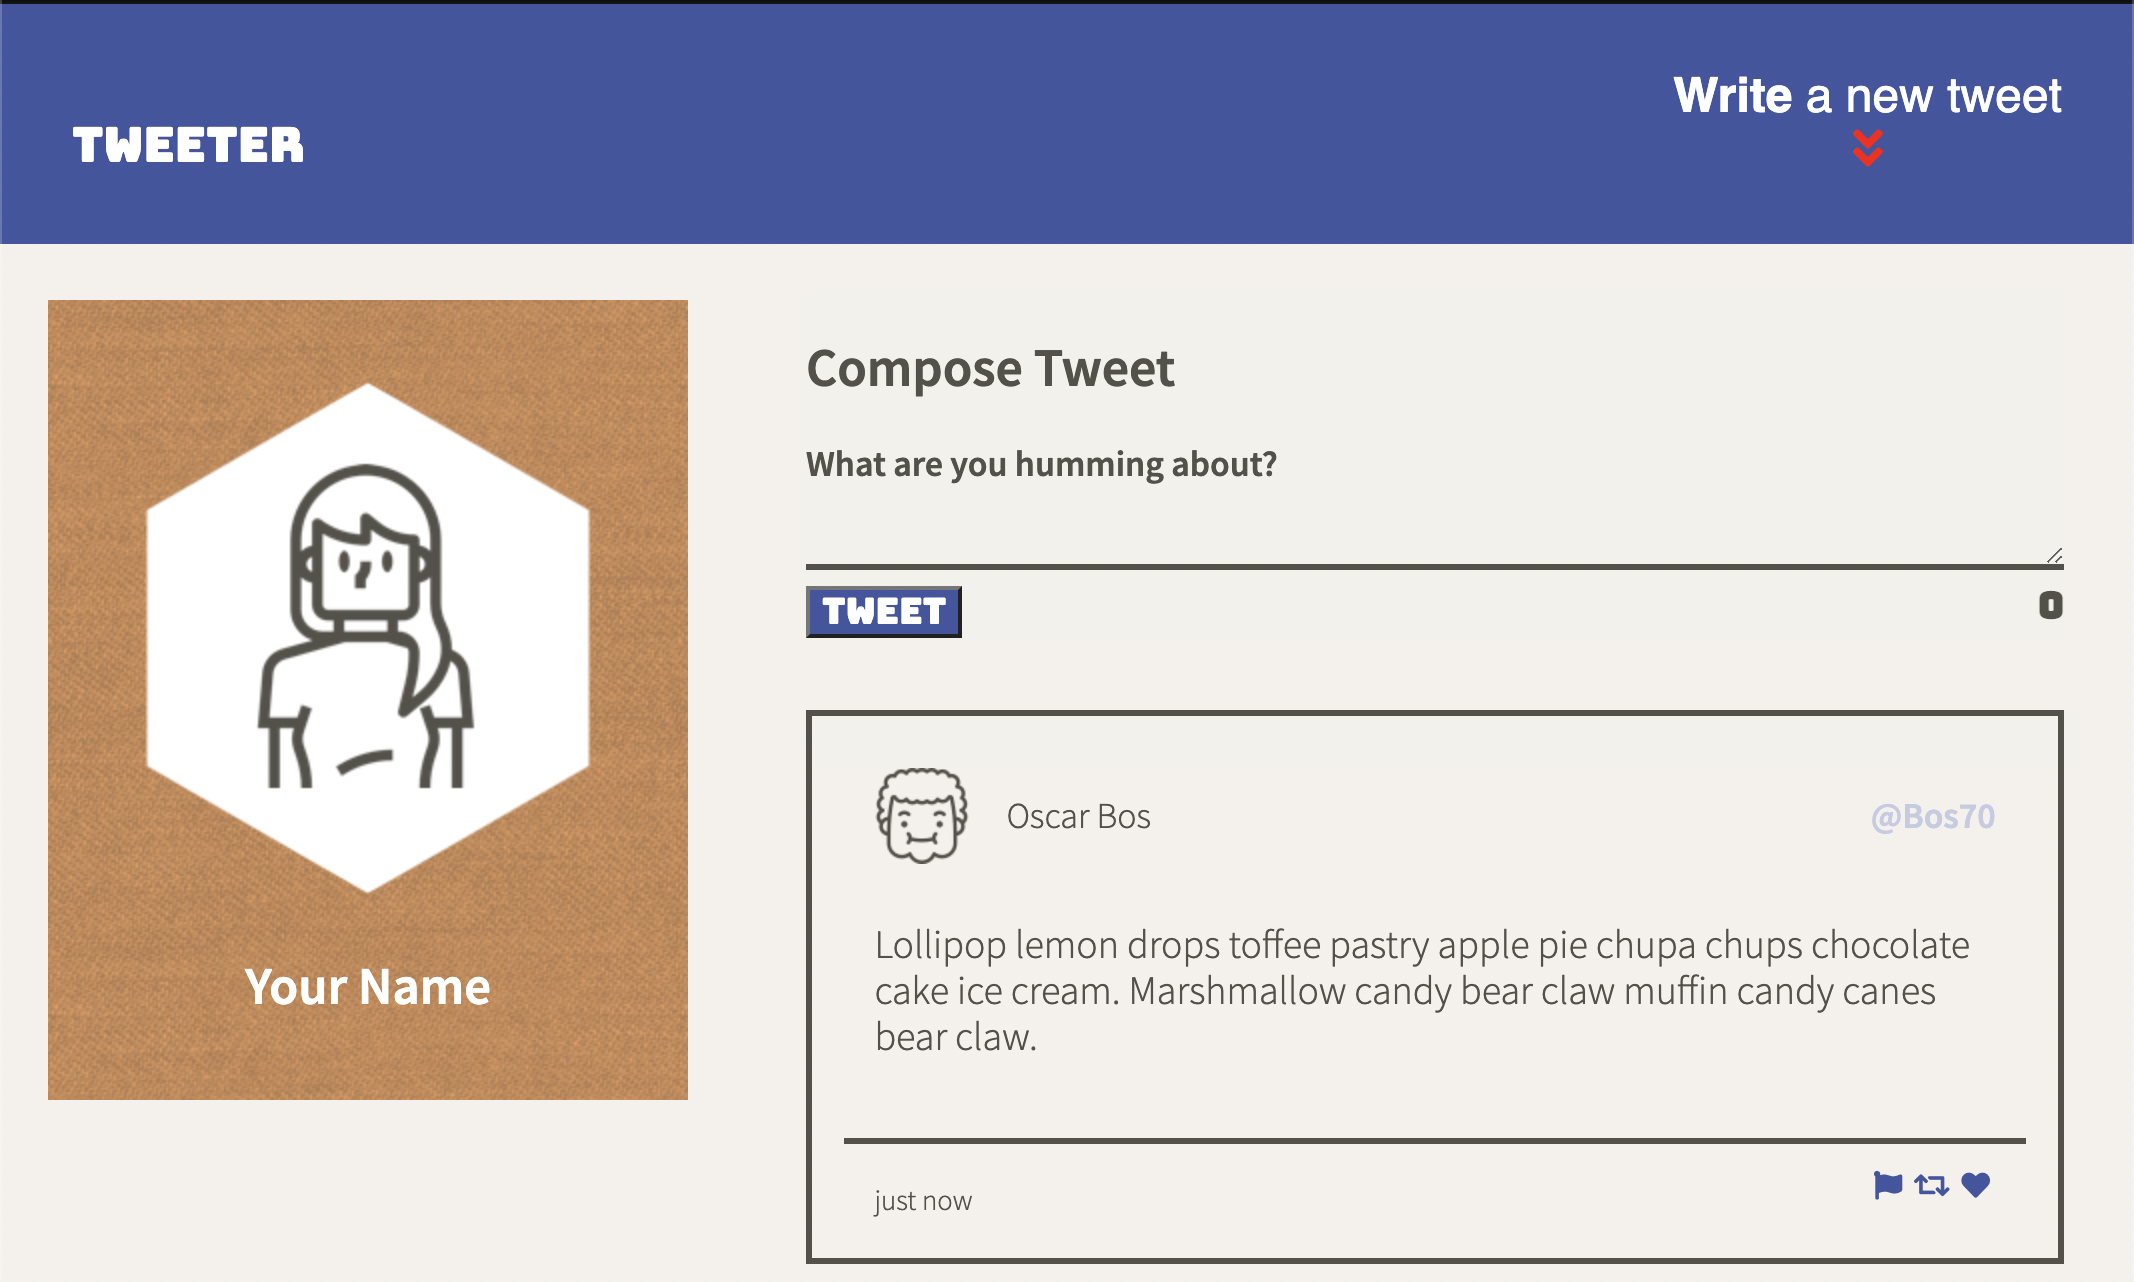 TWEETER
Write a new tweet
Your Name
Compose Tweet
What are you humming about?
TWEET
0
Oscar Bos
@Bos70
Lollipop lemon drops toffee pastry apple pie chupa chups chocolate
cake ice cream. Marshmallow candy bear claw muffin candy canes
bear claw.
just now